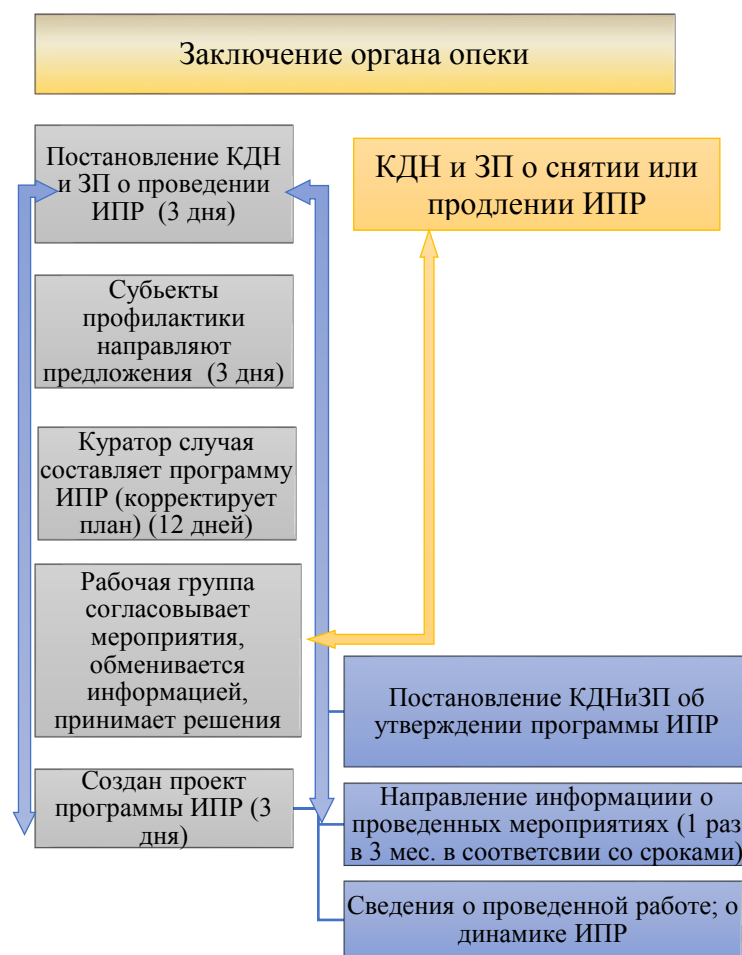 Заключение органа опеки
Постановление КДН
и ЗП о проведении
ИПР (3 дня)
КДН и ЗП о снятии или
продлении ИПР
Субьекты
профилактики
направляют
предложения (3 дня)
Куратор случая
составляет программу
ИПР (корректирует
план) (12 дней)
Рабочая группа
согласовывает
мероприятия,
обменивается
информацией,
принимает решения
Постановление КДНиЗП об
утверждении программы ИПР
Создан проект
программы ИПР (3
дня)
Направление информациии о
проведенных мероприятиях (1 раз
в 3 мес. в соответсвии со сроками)
Сведения о проведенной работе; о
динамике ИПР